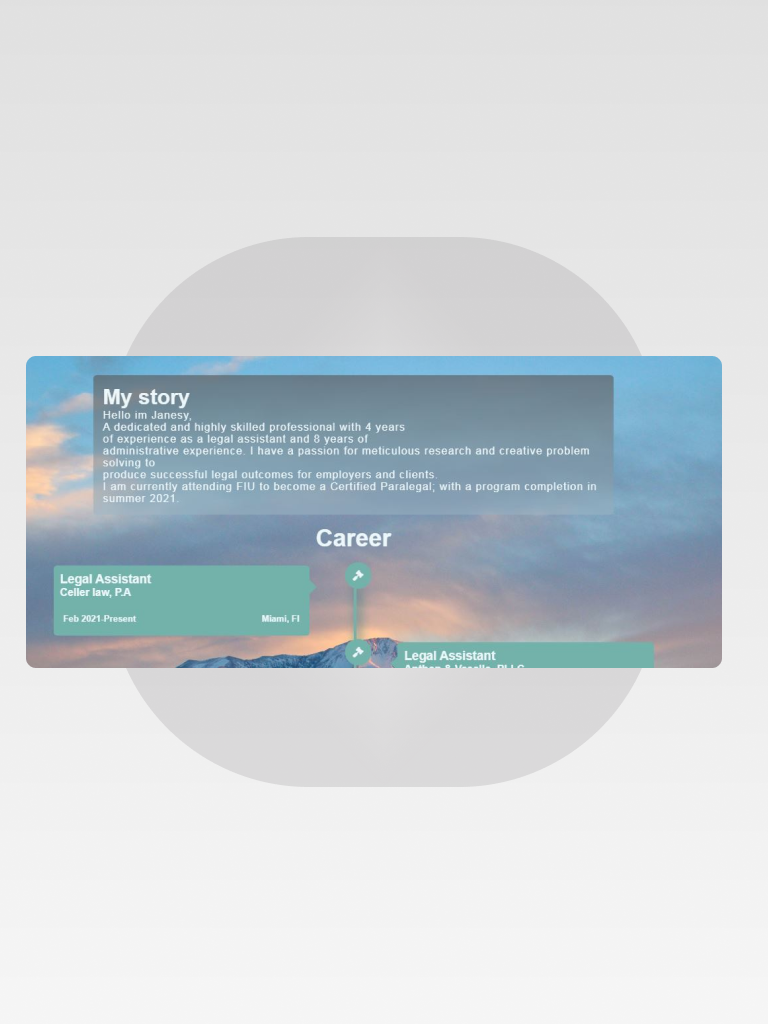 My story
Hello im Janesy,
A dedicated and highly skilled professional with 4 years
of experience as a legal assistant and 8 years of
administrative experience. I have a passion for meticulous research and creative problem
solving to
produce successful legal outcomes for employers and clients.
I am currently attending FIU to become a Certified Paralegal; with a program completion in
summer 2021.
Career
Legal Assistant
Celler law, P.A
Feb 2021-Present Miami, Fl
Legal Assistant